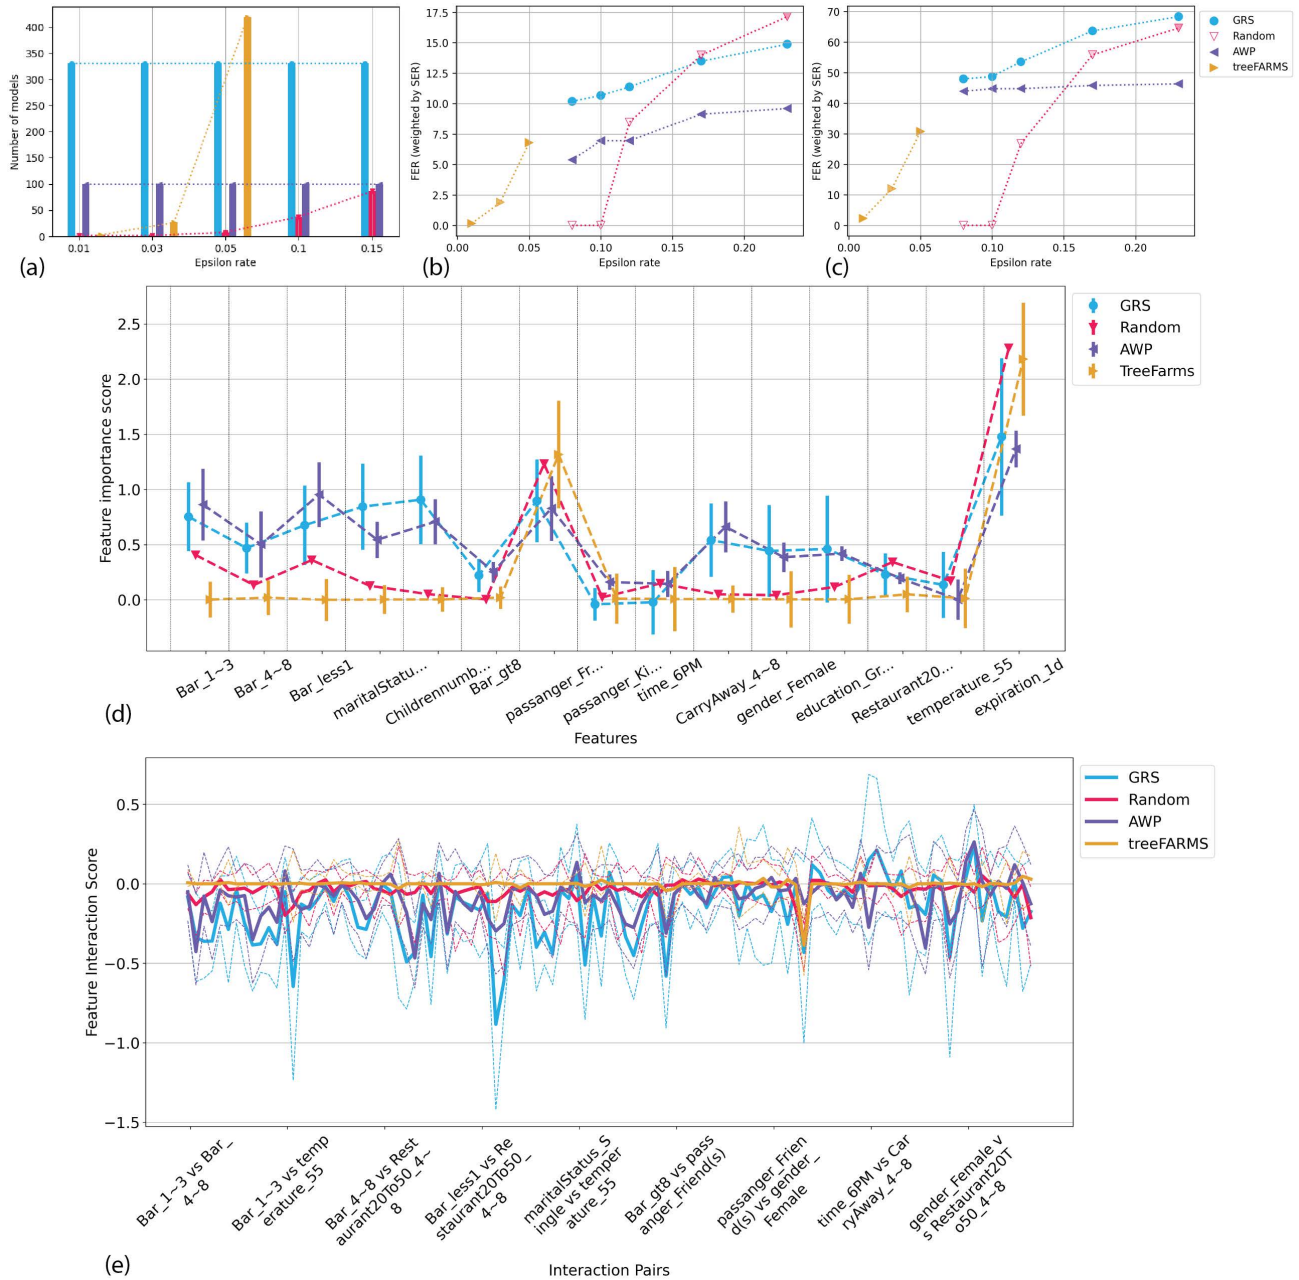 400
350
300
250
200
150
100
50
0
Number of models
0.01
0.03
0.05
0.1
0.15
Epsilon rate
(a)
17.5
15.0
12.5
10.0
7.5
5.0
2.5
0.0
FER (weighted by SER)
0.00
0.05
0.10
0.15
0.20
Epsilon rate
(b)
70
60
50
40
30
20
10
0
FER (weighted by SER)
0.00
0.05
0.10
0.15
0.20
Epsilon rate
(c)
GRS
Random
AWP
treeFARMS
2.5
2.0
1.5
1.0
0.5
0.0
Feature importance score
GRS
Random
AWP
TreeFarms
Bar_1~3
Bar_4~8
Bar_less1
maritalStatu...
Childrennumb...
Bar_gt8
passanger_Fr...
passenger_Ki...
time_6PM
CarryAway_4~8
gender_Female
education_Gr...
Restaurant20...
temperature_55
expiration_1d
Features
(d)
0.5
0.0
−0.5
−1.0
−1.5
Feature Interaction Score
GRS
Random
AWP
treeFARMS
Bar_1~3 vs Bar_
4~8
Bar_1~3 vs temp
erature_55
Bar_4~8 vs Rest
aurant20To50_4~
8
Bar_less1 vs Re
staurant20To50_
4~8
maritalStatus_S
ingle vs temper
ature_55
Bar_gt8 vs pass
anger_Friend(s)
passanger_Frien
d(s) vs gender_
Female
time_6PM vs Car
ryAway_4~8
gender_Female v
s Restaurant20T
o50_4~8
Interaction Pairs
(e)